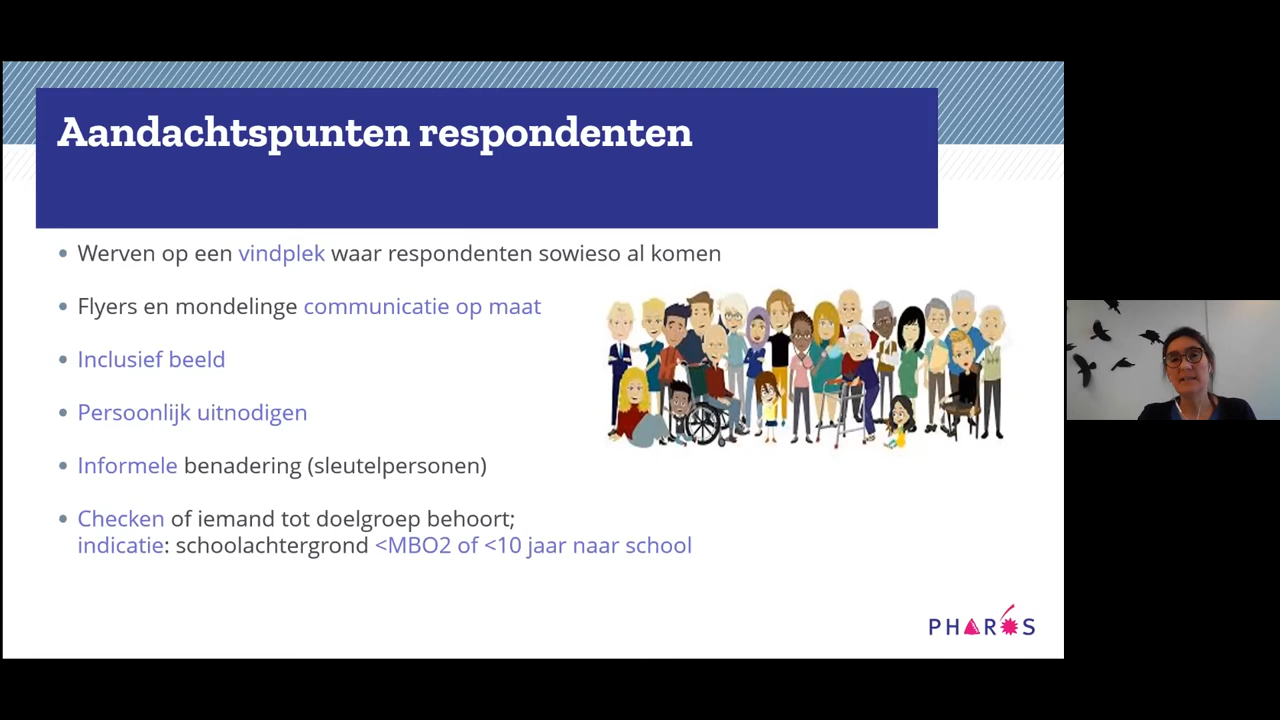 Aandachtspunten respondenten
• Werven op een vindplek waar respondenten sowieso al komen
• Flyers en mondelinge communicatie op maat
• Inclusief beeld
• Persoonlijk uitnodigen
• Informele benadering (sleutelpersonen)
• Checken of iemand tot doelgroep behoort;
indicatie: schoolachtergrond <MBO2 of <10 jaar naar school
PHAROS